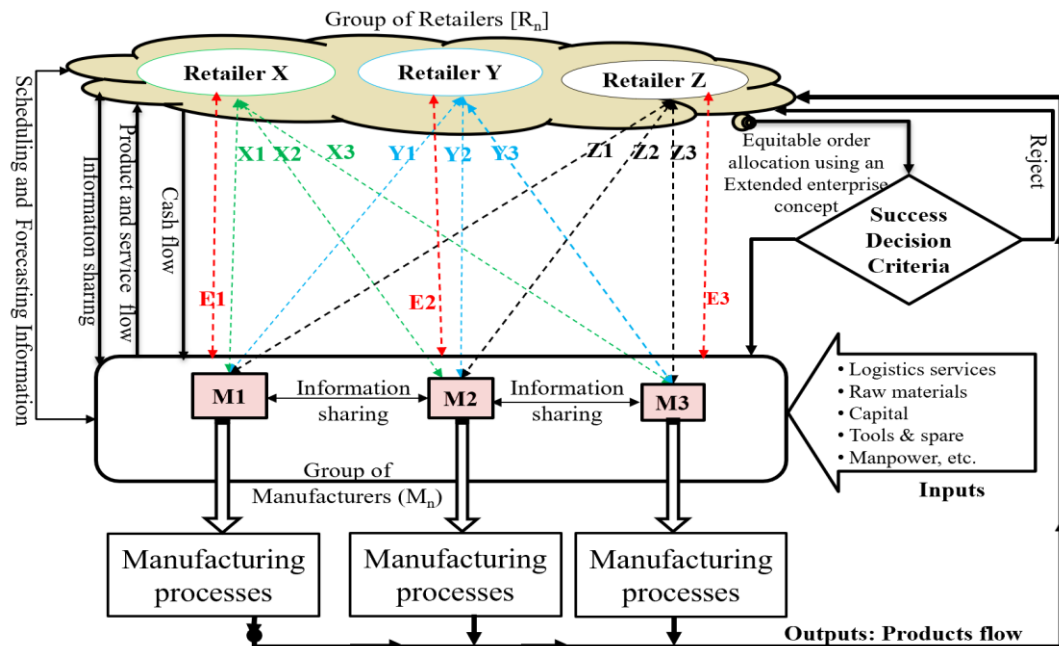 Group of Retailers [Rn]
Retailer X
Retailer Y
Retailer Z
Scheduling and Forecasting Information
Information sharing
Product and service flow
Cash flow
X1
X2
X3
Y1
Y2
Y3
Z1
Z2
Z3
Equitable order
allocation using an
Extended enterprise
concept
Reject
Success
Decision
Criteria
E1
E2
E3
M1
Information
sharing
M2
Information
sharing
M3
Group of
Manufacturers (Mn)
• Logistics services
• Raw materials
• Capital
• Tools & spare
• Manpower, etc.
Inputs
Manufacturing
processes
Manufacturing
processes
Manufacturing
processes
Outputs: Products flow